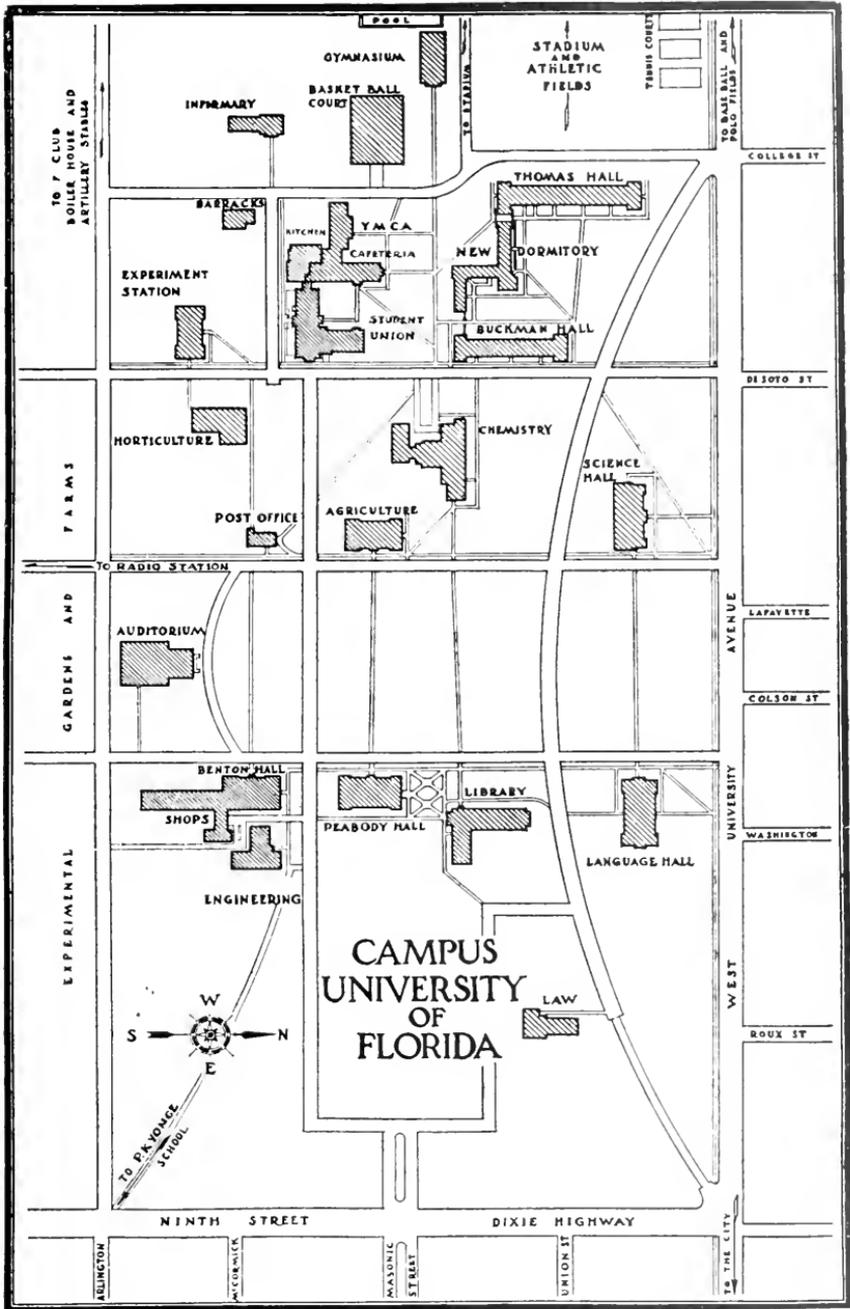 POOL
GYMNASIUM
STADIUM
AND
ATHLETIC
FIELDS
TENNIS COURTS
TO BASE BALL AND
POLO FIELDS
TO STADIUM
BASKET BALL
COURT
INFIRMARY
TO F CLUB
BOILER HOUSE AND
ARTILLERY STABLES
COLLEGE ST
THOMAS HALL
BARRACKS
YMCA
KITCHEN
CAFETERIA
NEW DORMITORY
EXPERIMENT
STATION
STUDENT
UNION
BUCKMAN HALL
DESOTO ST
HORTICULTURE
CHEMISTRY
SCIENCE
HALL
POST OFFICE
AGRICULTURE
TO RADIO STATION
EXPERIMENTAL GARDENS AND FARMS
AUDITORIUM
LAFAYETTE
COLSON ST
WEST UNIVERSITY AVENUE
BENTON HALL
SHOPS
PEABODY HALL
LIBRARY
LANGUAGE HALL
WASHINGTON
ENGINEERING
CAMPUS
UNIVERSITY
OF
FLORIDA
LAW
ROUX ST
W
S N
E
TO P.K.YONGE
SCHOOL
NINTH STREET DIXIE HIGHWAY
ARLINGTON
MCCORMICK
MASONIC
STREET
UNION ST
TO THE CITY